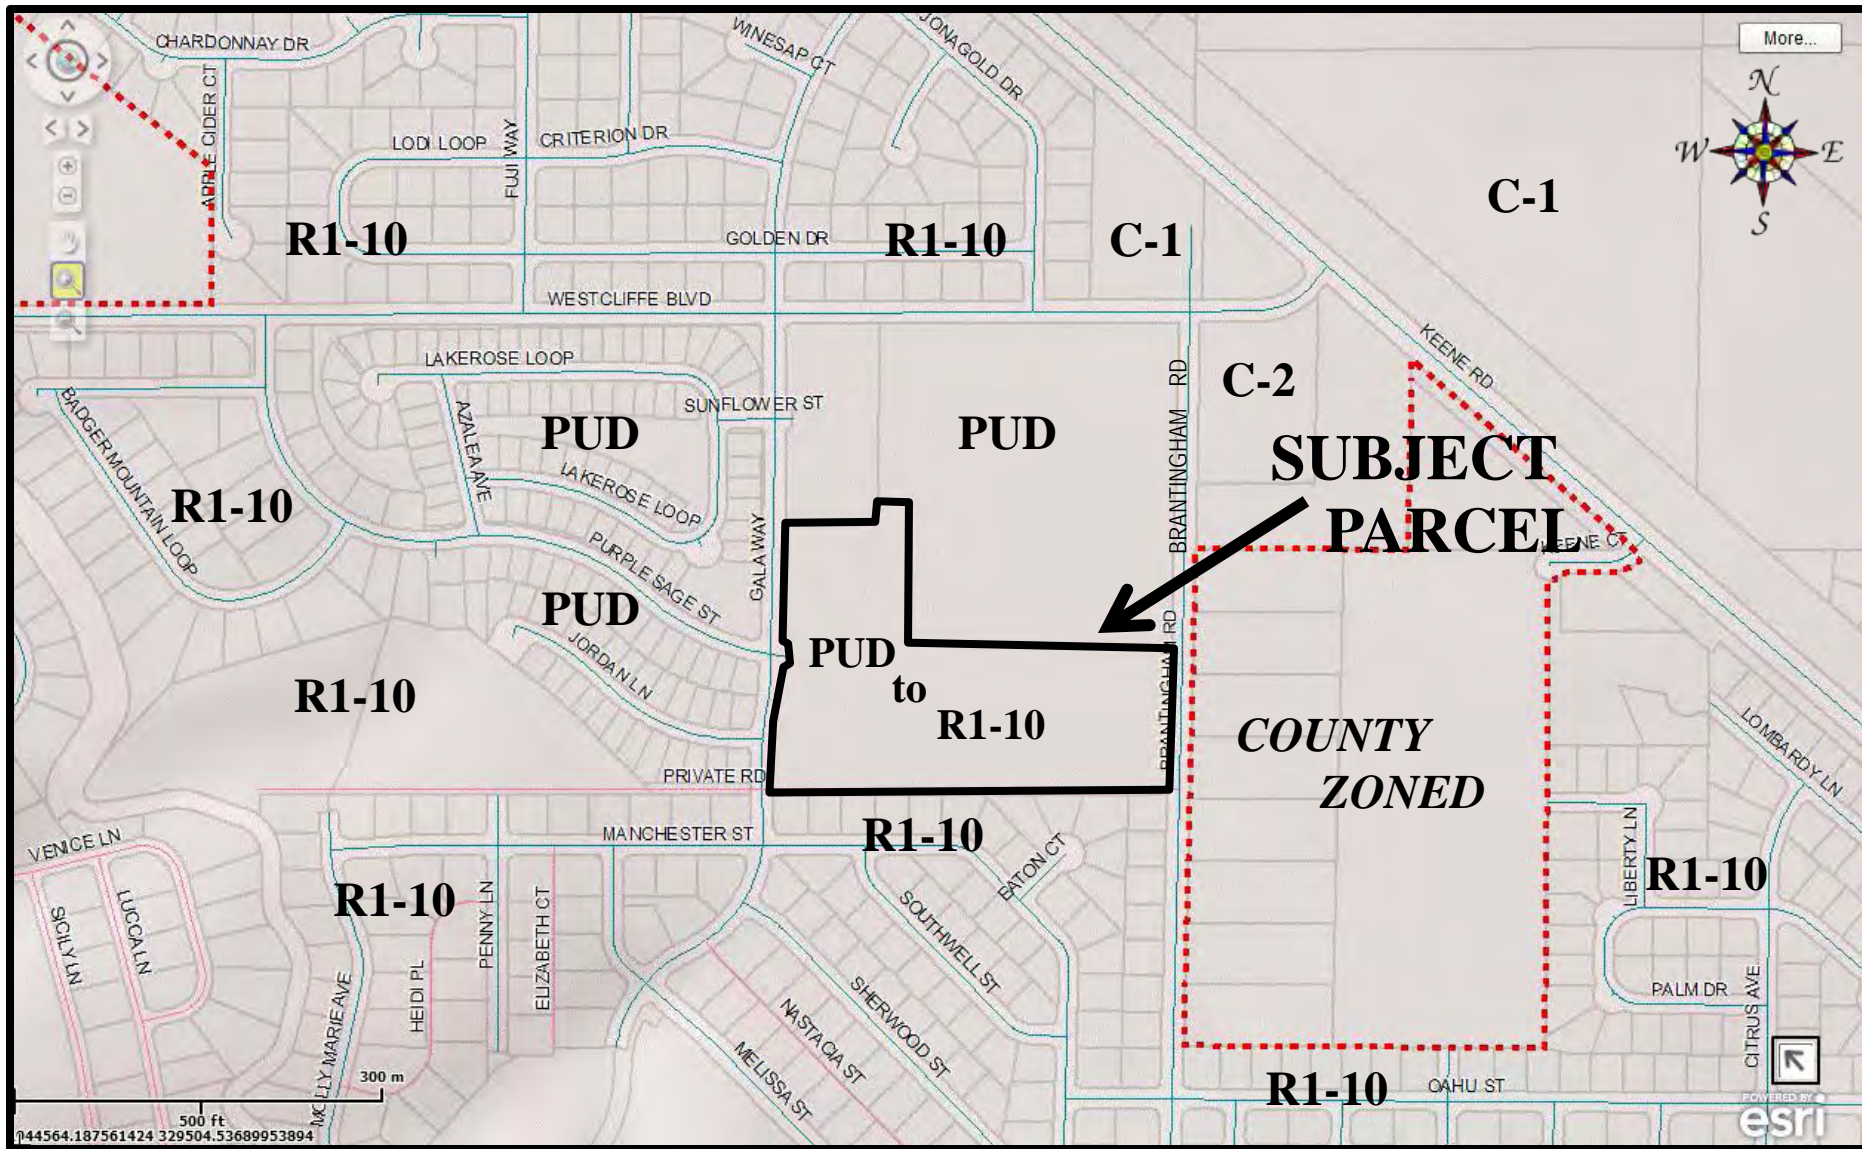 CHARDONNAY DR
WINESAP CT
JONAGOLD DR
More...
N
W
E
S
APPLE CIDER CT
LODI LOOP
FUJI WAY
CRITERION DR
C-1
R1-10
GOLDEN DR
R1-10
C-1
WESTCLIFFE BLVD
KEENE RD
LAKEROSE LOOP
BRANTINGHAM RD
C-2
BADGER MOUNTAIN LOOP
AZALEA AVE
SUNFLOWER ST
PUD
PUD
SUBJECT
PARCEL
LAKEROSE LOOP
R1-10
GALAWAY
PURPLE SAGE ST
KEENE CT
PUD
JORDAN LN
BRANTINGHAM RD
PUD
to
R1-10
R1-10
COUNTY
ZONED
LOMBARDY LN
PRIVATE RD
MANCHESTER ST
R1-10
VENICE LN
EATON CT
LIBERTY LN
R1-10
R1-10
SICILY LN
LUCCA LN
PENNY LN
ELIZABETH CT
SOUTHWELL ST
HEIDI PL
MOLLY MARIE AVE
NASTACIA ST
SHERWOOD ST
MELISSA ST
PALM DR
CITRUS AVE
300 m
500 ft
R1-10
OAHU ST
POWERED BY
esri
944564.187561424 329504.53689953894